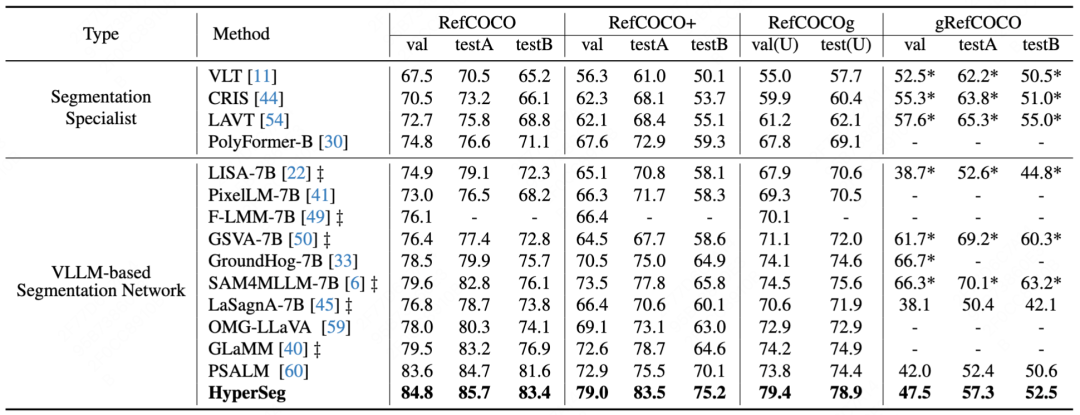 Type Method RefCOCO RefCOCO+ RefCOCOg gRefCOCO
val testA testB val testA testB val(U) test(U) val testA testB
Segmentation Specialist
VLT [11] 67.5 70.5 65.2 56.3 61.0 50.1 55.0 57.7 52.5* 62.2* 50.5*
CRIS [44] 70.5 73.2 66.1 62.3 68.1 53.7 59.9 60.4 55.3* 63.8* 51.0*
LAVT [54] 72.7 75.8 68.8 62.1 68.4 55.1 61.2 62.1 57.6* 65.3* 55.0*
PolyFormer-B [30] 74.8 76.6 71.1 67.6 72.9 59.3 67.8 69.1 - - -
VLLM-based Segmentation Network
LISA-7B [22] ‡ 74.9 79.1 72.3 65.1 70.8 58.1 67.9 70.6 38.7* 52.6* 44.8*
PixelLM-7B [41] 73.0 76.5 68.2 66.3 71.7 58.3 69.3 70.5 - - -
F-LMM-7B [49] ‡ 76.1 - - 66.4 - - 70.1 - - - -
GSVA-7B [50] ‡ 76.4 77.4 72.8 64.5 67.7 58.6 71.1 72.0 61.7* 69.2* 60.3*
GroundHog-7B [33] 78.5 79.9 75.7 70.5 75.0 64.9 74.1 74.6 66.7* - -
SAM4MLLM-7B [6] ‡ 79.6 82.8 76.1 73.5 77.8 65.8 74.5 75.6 66.3* 70.1* 63.2*
LaSagnA-7B [45] ‡ 76.8 78.7 73.8 66.4 70.6 60.1 70.6 71.9 38.1 50.4 42.1
OMG-LLaVA [59] 78.0 80.3 74.1 69.1 73.1 63.0 72.9 72.9 - - -
GLaMM [40] ‡ 79.5 83.2 76.9 72.6 78.7 64.6 74.2 74.9 - - -
PSALM [60] 83.6 84.7 81.6 72.9 75.5 70.1 73.8 74.4 42.0 52.4 50.6
HyperSeg 84.8 85.7 83.4 79.0 83.5 75.2 79.4 78.9 47.5 57.3 52.5